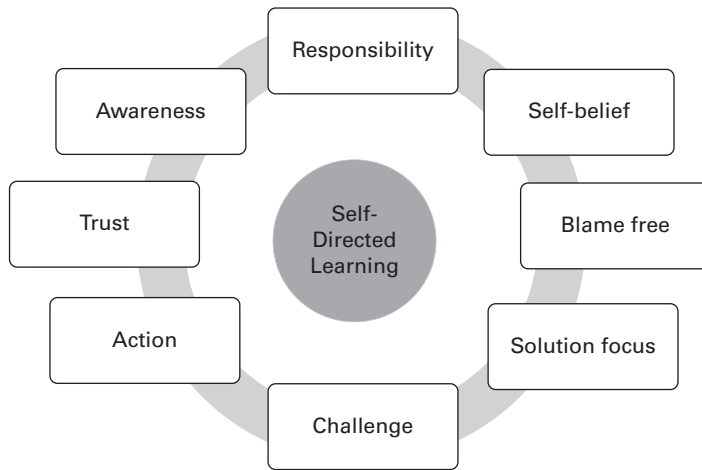 Responsibility
Awareness
Self-belief
Trust
Self-
Directed
Learning
Blame free
Action
Solution focus
Challenge